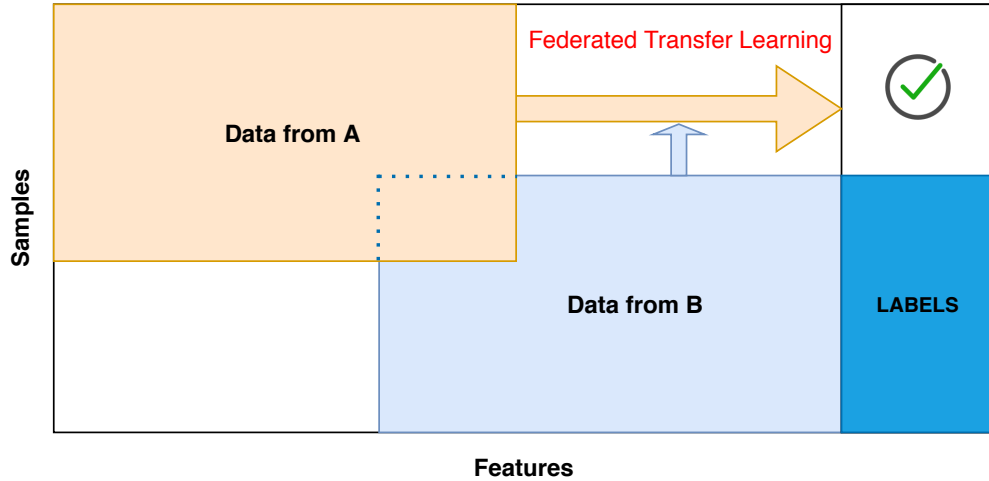 Federated Transfer Learning
Data from A
Samples
Data from B
LABELS
Features